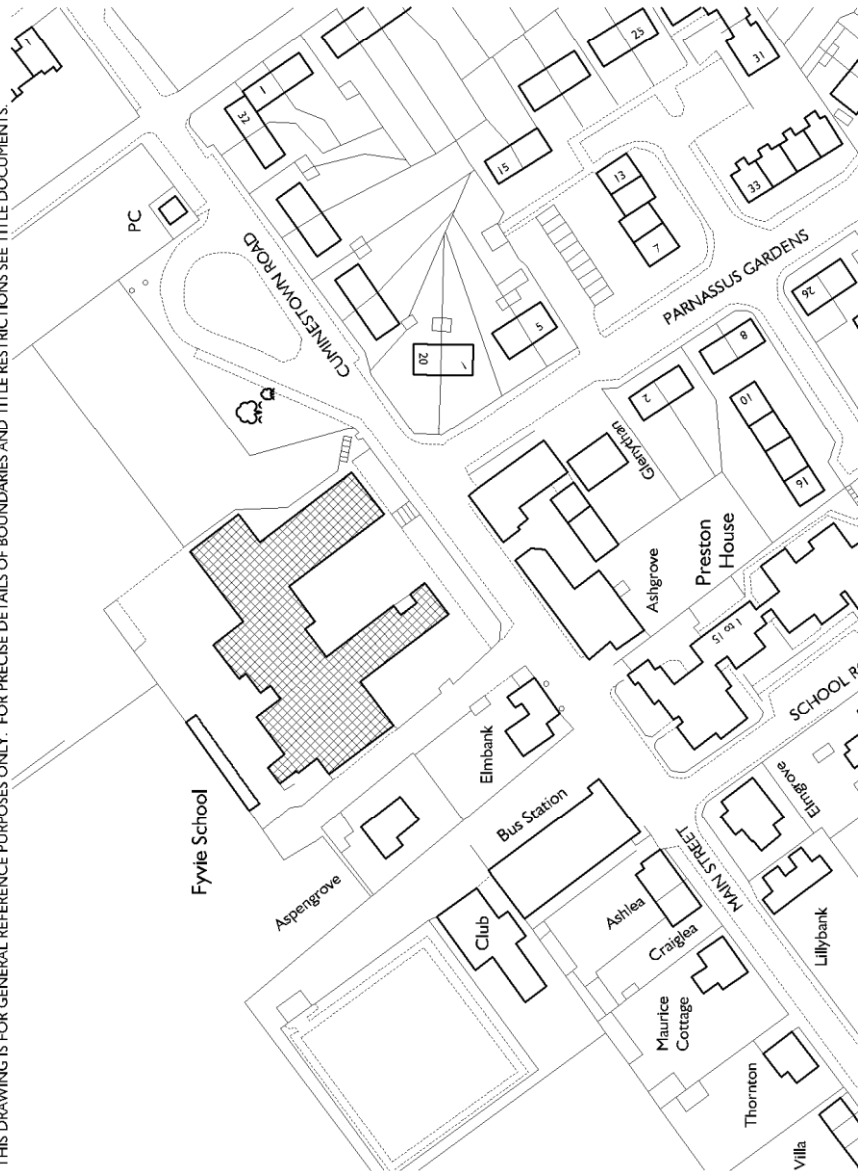 THIS DRAWING IS FOR GENERAL REFERENCE PURPOSES ONLY. FOR PRECISE DETAILS OF BOUNDARIES AND TITLE RESTRICTIONS SEE TITLE DOCUMENTS.
1
32
1
25
31
15
13
7
33
PC
CUMINESTOWN ROAD
20
1
5
PARNASSUS GARDENS
26
8
2
10
16
Glenythan
Ashgrove
Preston
House
1 to 15
SCHOOL R
Fyvie School
Elmbank
Aspengrove
Bus Station
Club
Ashlea
Craiglea
MAIN STREET
Elmgrove
Lillybank
Maurice
Cottage
Thornton
Villa